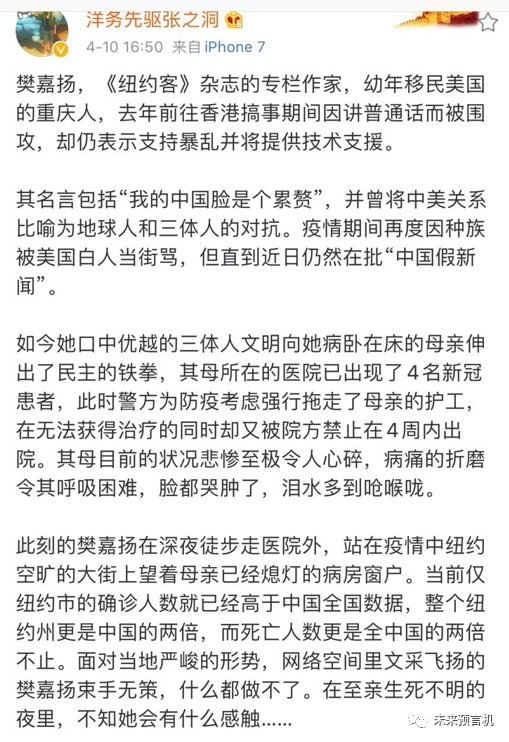 洋务先驱张之洞
4-10 16:50 来自 iPhone 7
樊嘉扬，《纽约客》杂志的专栏作家，幼年移民美国
的重庆人，去年前往香港搞事期间因讲普通话而被围
攻，却仍表示支持暴乱并将提供技术支援。
其名言包括“我的中国脸是个累赘”，并曾将中美关系
比喻为地球人和三体人的对抗。疫情期间再度因种族
被美国白人当街骂，但直到近日仍然在批“中国假新
闻”。
如今她口中优越的三体人文明向她病卧在床的母亲伸
出了民主的铁拳，其母所在的医院已出现了4名新冠
患者，此时警方为防疫考虑强行拖走了母亲的护工，
在无法获得治疗的同时却又被院方禁止在4周内出
院。其母目前的状况悲惨至极令人心碎，病痛的折磨
令其呼吸困难，脸都哭肿了，泪水多到呛喉咙。
此刻的樊嘉扬在深夜徒步走医院外，站在疫情中纽约
空旷的大街上望着母亲已经熄灯的病房窗户。当前仅
纽约市的确诊人数就已经高于中国全国数据，整个纽
约州更是中国的两倍，而死亡人数更是全中国的两倍
不止。面对当地严峻的形势，网络空间里文采飞扬的
樊嘉扬束手无策，什么都做不了。在至亲生死不明的
夜里，不知她会有什么感触......
未来预言机